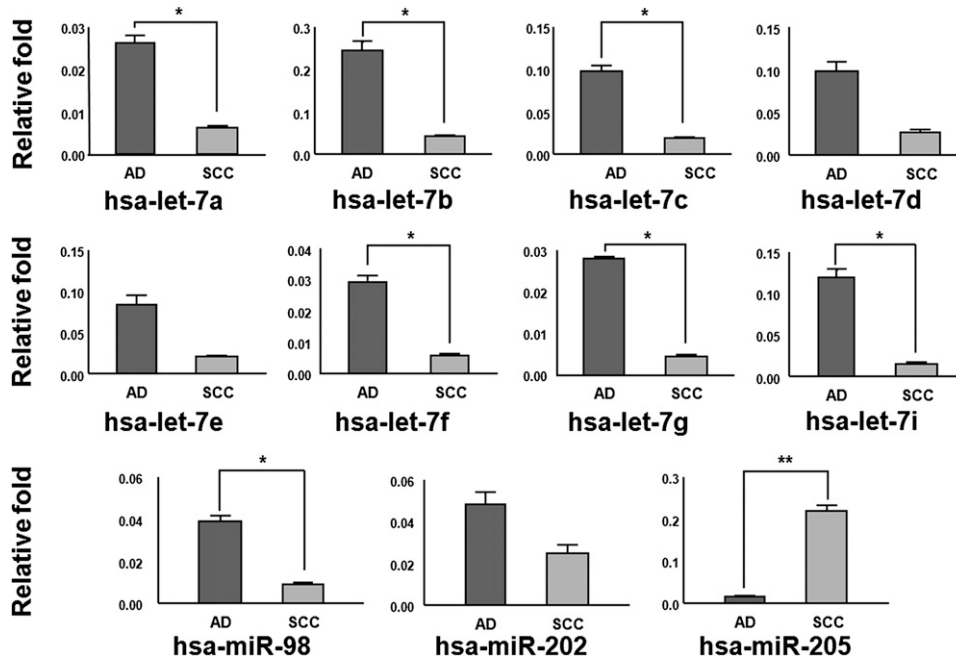 Relative fold
*
0.03
0.02
0.01
0.00
AD SCC
hsa-let-7a
*
0.3
0.2
0.1
0.0
AD SCC
hsa-let-7b
*
0.10
0.05
0.00
AD SCC
hsa-let-7c
0.10
0.05
0.00
AD SCC
hsa-let-7d
Relative fold
0.10
0.05
0.00
AD SCC
hsa-let-7e
*
0.04
0.03
0.02
0.01
0.00
AD SCC
hsa-let-7f
*
0.03
0.02
0.01
0.00
AD SCC
hsa-let-7g
*
0.15
0.10
0.05
0.00
AD SCC
hsa-let-7i
Relative fold
*
0.06
0.04
0.02
0.00
AD SCC
hsa-miR-98
0.06
0.04
0.02
0.00
AD SCC
hsa-miR-202
**
0.3
0.2
0.1
0.0
AD SCC
hsa-miR-205